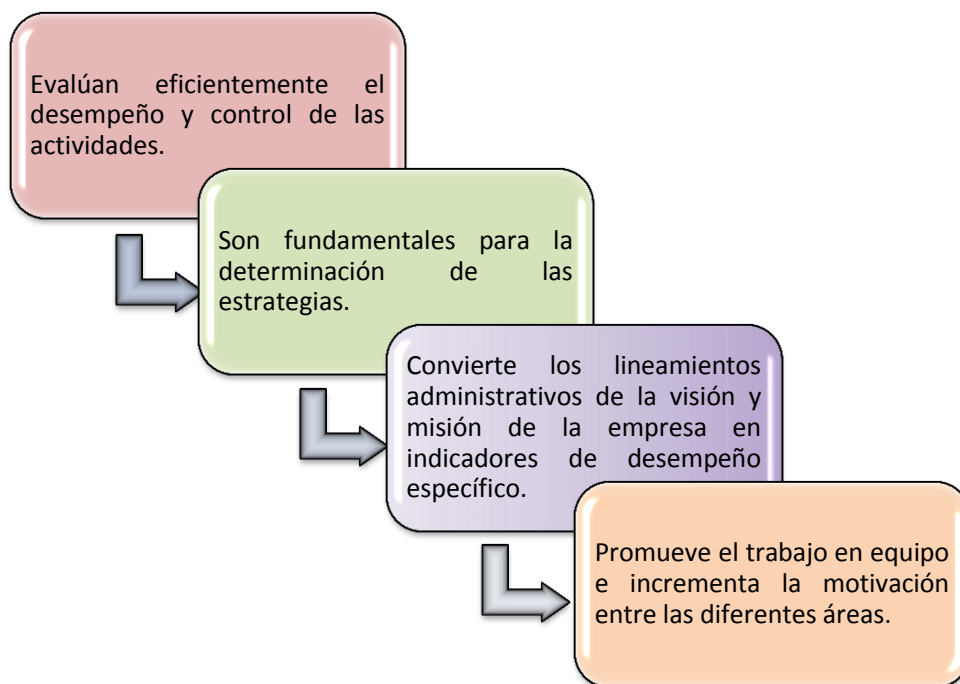 Evalúan eficientemente el
desempeño y control de las
actividades.
Son fundamentales para la
determinación de las
estrategias.
Convierte los lineamientos
administrativos de la visión y
misión de la empresa en
indicadores de desempeño
específico.
Promueve el trabajo en equipo
e incrementa la motivación
entre las diferentes áreas.